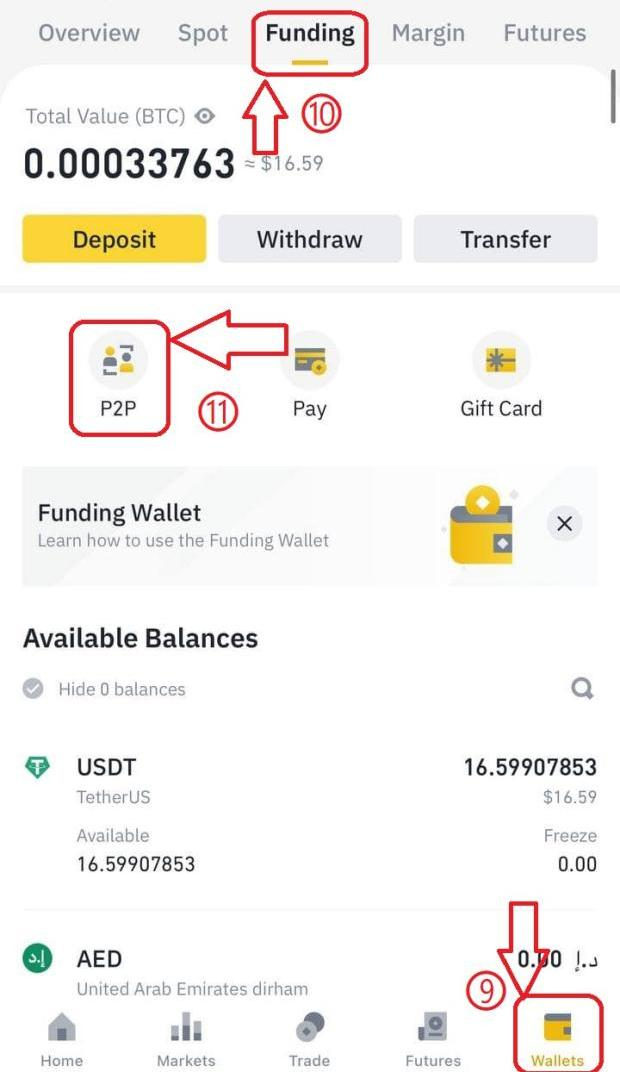 Overview Spot Funding Margin Futures
⑩
Total Value (BTC)
0.00033763 ≈ $16.59
Deposit Withdraw Transfer
P2P Pay Gift Card
⑪
Funding Wallet
Learn how to use the Funding Wallet
Available Balances
Hide 0 balances
USDT 16.59907853
TetherUS $16.59
Available Freeze
16.59907853 0.00
د.إ AED 0.00 د.إ
United Arab Emirates dirham
⑨
Home Markets Trade Futures Wallets